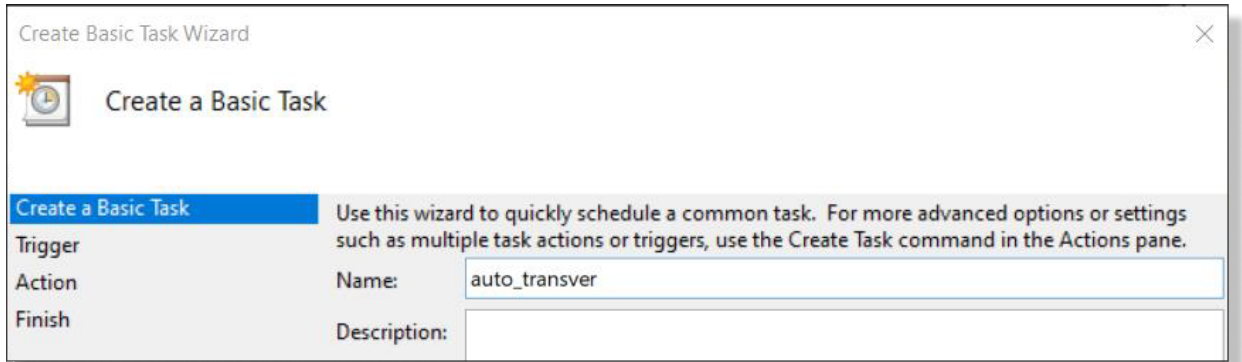 Create Basic Task Wizard
Create a Basic Task
Create a Basic Task
Trigger
Action
Finish
Use this wizard to quickly schedule a common task. For more advanced options or settings
such as multiple task actions or triggers, use the Create Task command in the Actions pane.
Name: auto_transver
Description: